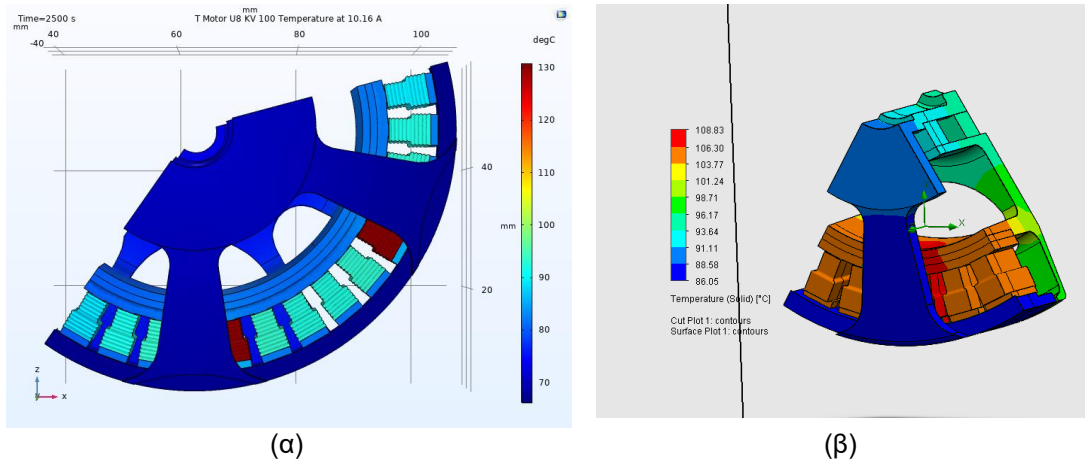 mm
Time=2500 s
T Motor U8 KV 100 Temperature at 10.16 A
mm
40
60
80
100
-40
degC
130
120
110
100
90
80
70
40
mm
20
z
y
x
108.83
106.30
103.77
101.24
98.71
96.17
93.64
91.11
88.58
86.05
Temperature (Solid) [°C]
Cut Plot 1: contours
Surface Plot 1: contours
X
(α)
(β)